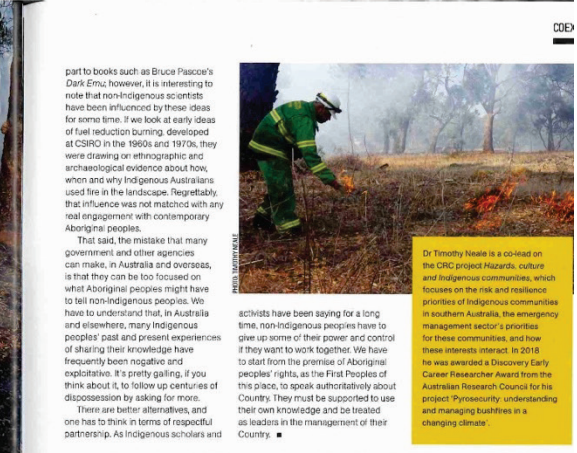 COEX
part to books such as Bruce Pascoe's
Dark Emu; however, it is interesting to
note that non-Indigenous scientists
have been influenced by these ideas
for some time. If we look at early ideas
of fuel reduction burning, developed
at CSIRO in the 1960s and 1970s, they
were drawing on ethnographic and
archaeological evidence about how,
when and why Indigenous Australians
used fire in the landscape. Regrettably,
that influence was not matched with any
real engagement with contemporary
Aboriginal peoples.
That said, the mistake that many
government and other agencies
can make, in Australia and overseas,
is that they can be too focused on
what Aboriginal peoples might have
to tell non-Indigenous peoples. We
have to understand that, in Australia
and elsewhere, many Indigenous
peoples' past and present experiences
of sharing their knowledge have
frequently been negative and
exploitative. It's pretty galling, if you
think about it, to follow up centuries of
dispossession by asking for more.
There are better alternatives, and
one has to think in terms of respectful
partnership. As Indigenous scholars and
PHOTO: TIMOTHY NEALE
activists have been saying for a long
time, non-Indigenous peoples have to
give up some of their power and control
if they want to work together. We have
to start from the premise of Aboriginal
peoples' rights, as the First Peoples of
this place, to speak authoritatively about
Country. They must be supported to use
their own knowledge and be treated
as leaders in the management of their
Country. ■
Dr Timothy Neale is a co-lead on
the CRC project Hazards, culture
and Indigenous communities, which
focuses on the risk and resilience
priorities of Indigenous communities
in southern Australia, the emergency
management sector's priorities
for these communities, and how
these interests interact. In 2018
he was awarded a Discovery Early
Career Researcher Award from the
Australian Research Council for his
project 'Pyrosecurity: understanding
and managing bushfires in a
changing climate'.